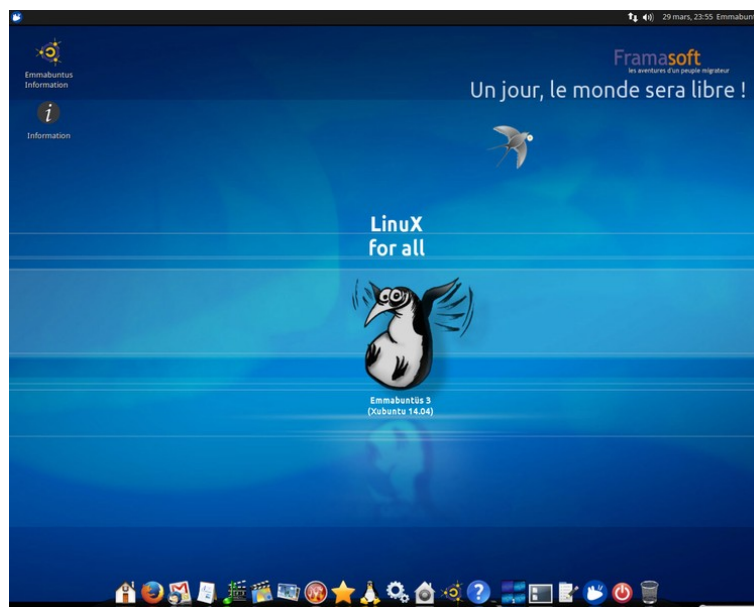 29 mars, 23:55 Emmabunt
Emmabuntus
Information
Information
Framasoft
les aventures d'un peuple migrateur
Un jour, le monde sera libre !
LinuX
for all
Emmabuntüs 3
(Xubuntu 14.04)